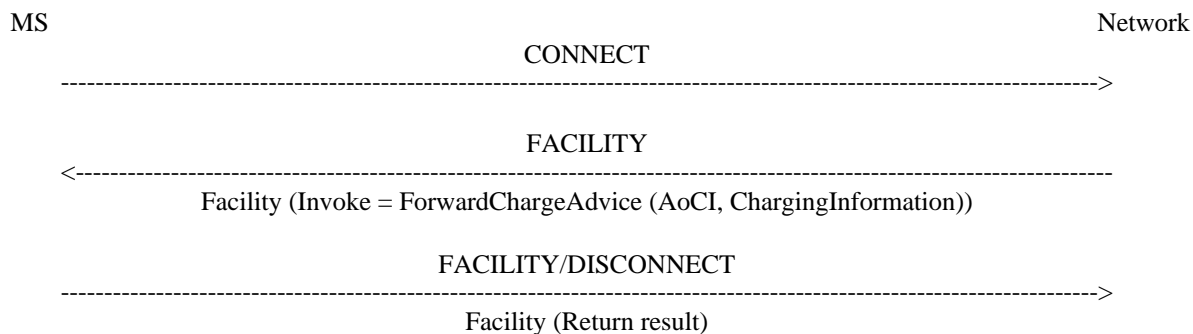 MS Network
CONNECT
------------------------------------------------------------------------------------------------------------------------>
FACILITY
<------------------------------------------------------------------------------------------------------------------------
Facility (Invoke = ForwardChargeAdvice (AoCI, ChargingInformation))
FACILITY/DISCONNECT
------------------------------------------------------------------------------------------------------------------------>
Facility (Return result)